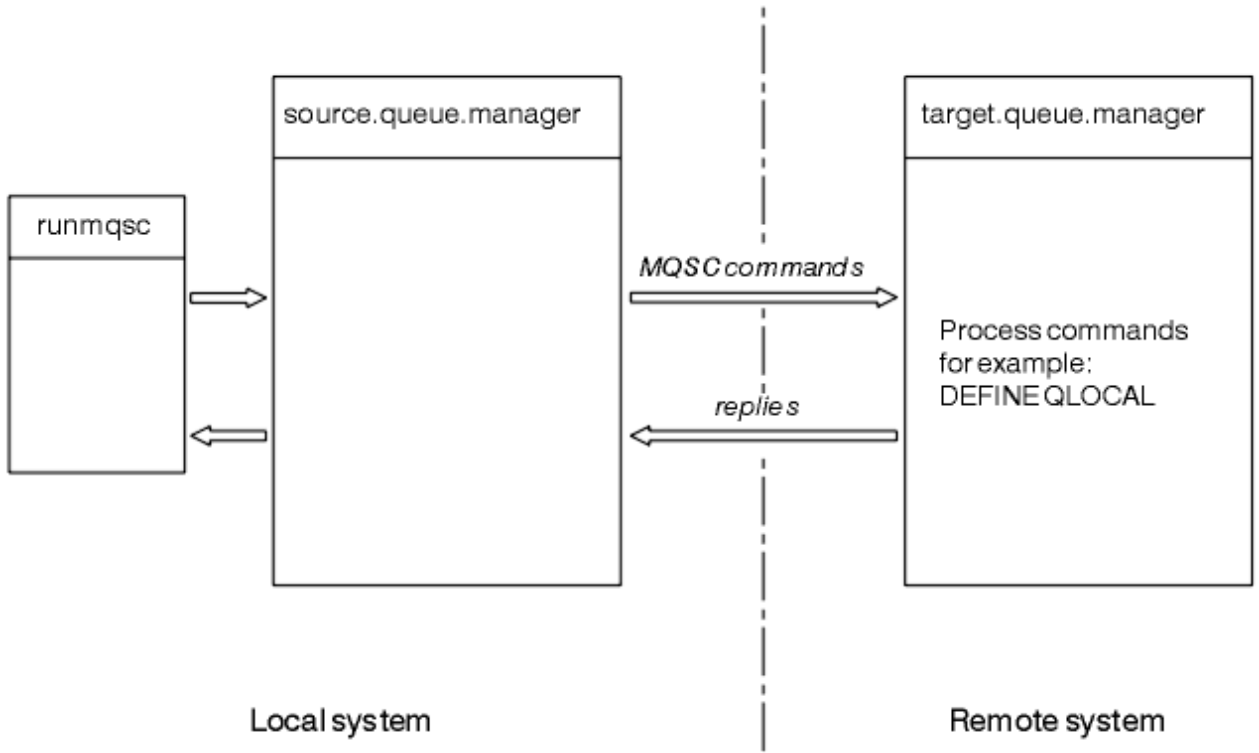 source.queue.manager
target.queue.manager
runmqsc
MQSC commands
Process commands
for example:
DEFINE QLOCAL
replies
Local system
Remote system